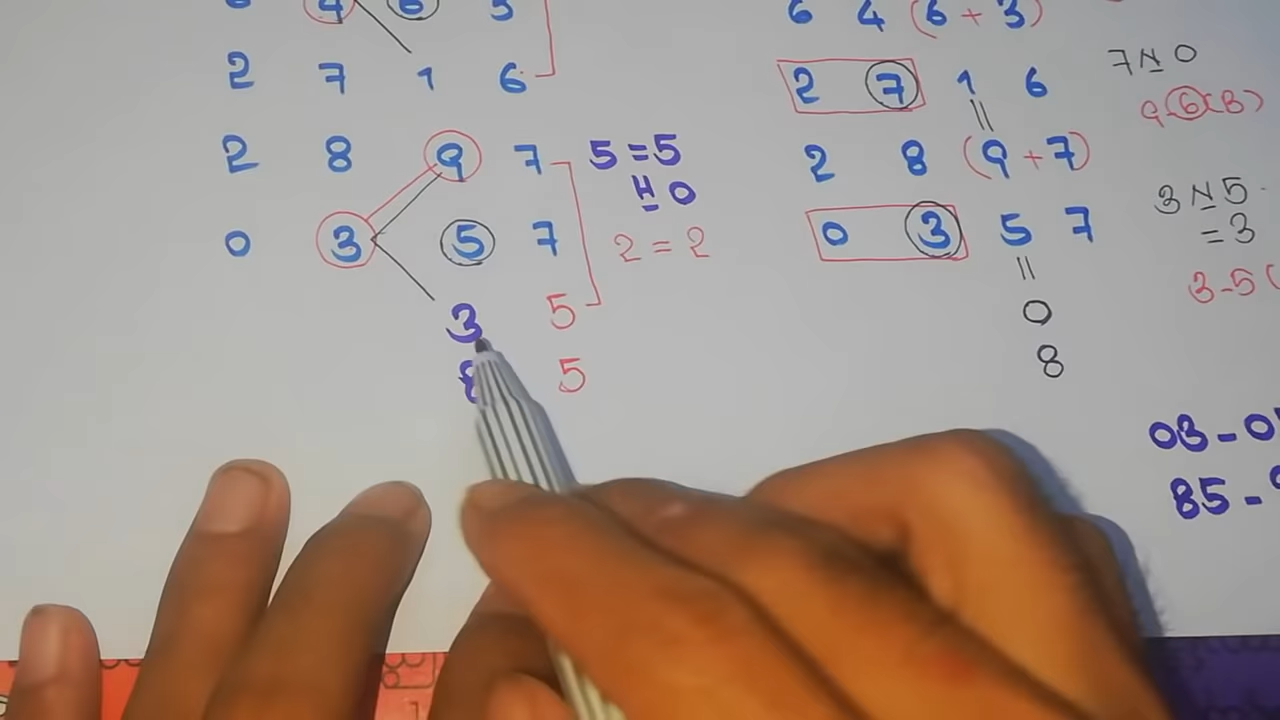 4 6 5
2 7 1 6
2 8 9 7 5=5
H 0
0 3 5 7 2=2
3 5
5
6 4 (6+3)
2 7 1 6 7 N 0
9-6(B)
||
2 8 (9+7)
0 3 5 7 3 N 5
=3
|| 3-5(
0
8
03-0
85-